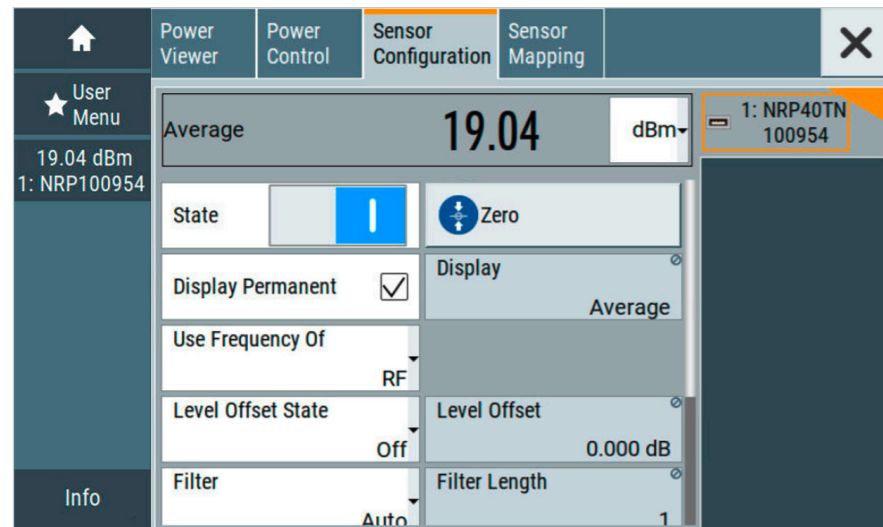 Power
Viewer
Power
Control
Sensor
Configuration
Sensor
Mapping
User
Menu
19.04 dBm
1: NRP100954
Info
Average
19.04
dBm
1: NRP40TN
100954
State
Zero
Display Permanent
Display
Average
Use Frequency Of
RF
Level Offset State
Off
Level Offset
0.000 dB
Filter
Auto
Filter Length
1